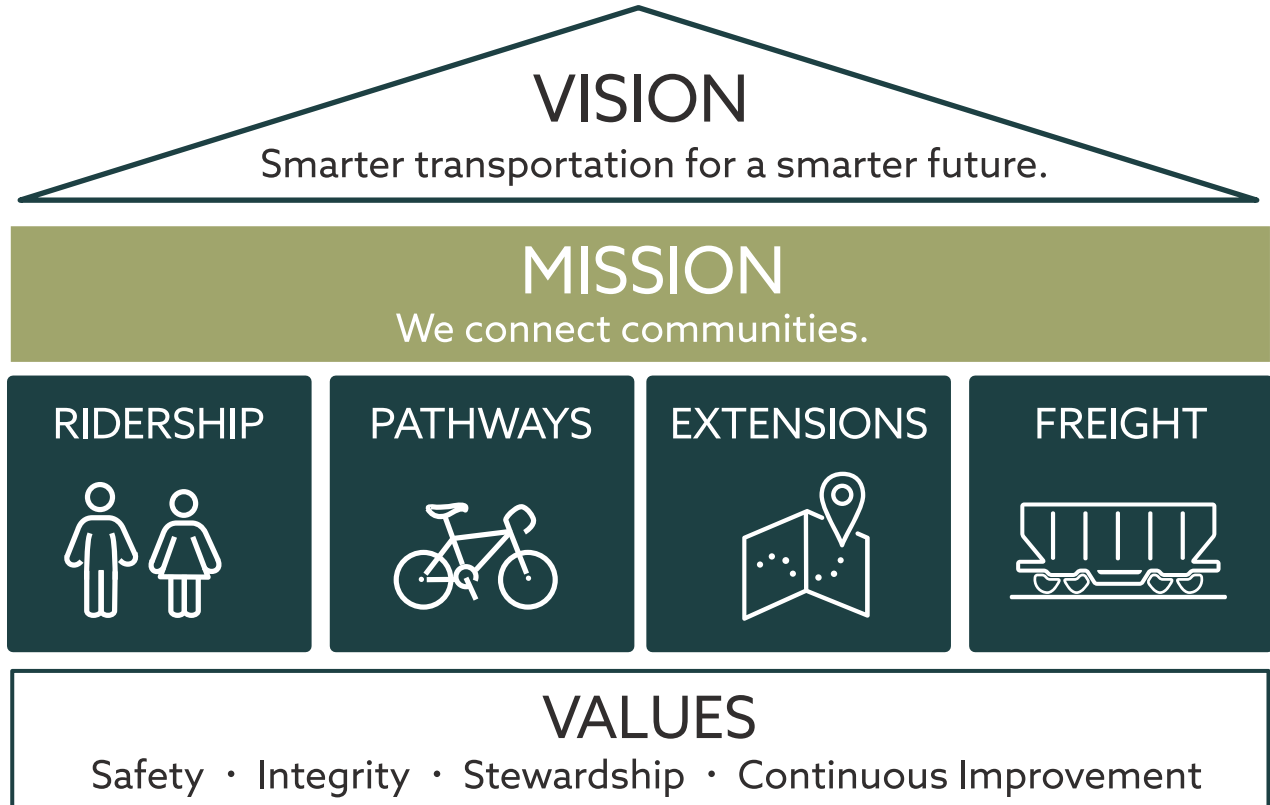 VISION
Smarter transportation for a smarter future.
MISSION
We connect communities.
RIDERSHIP
PATHWAYS
EXTENSIONS
FREIGHT
VALUES
Safety · Integrity · Stewardship · Continuous Improvement